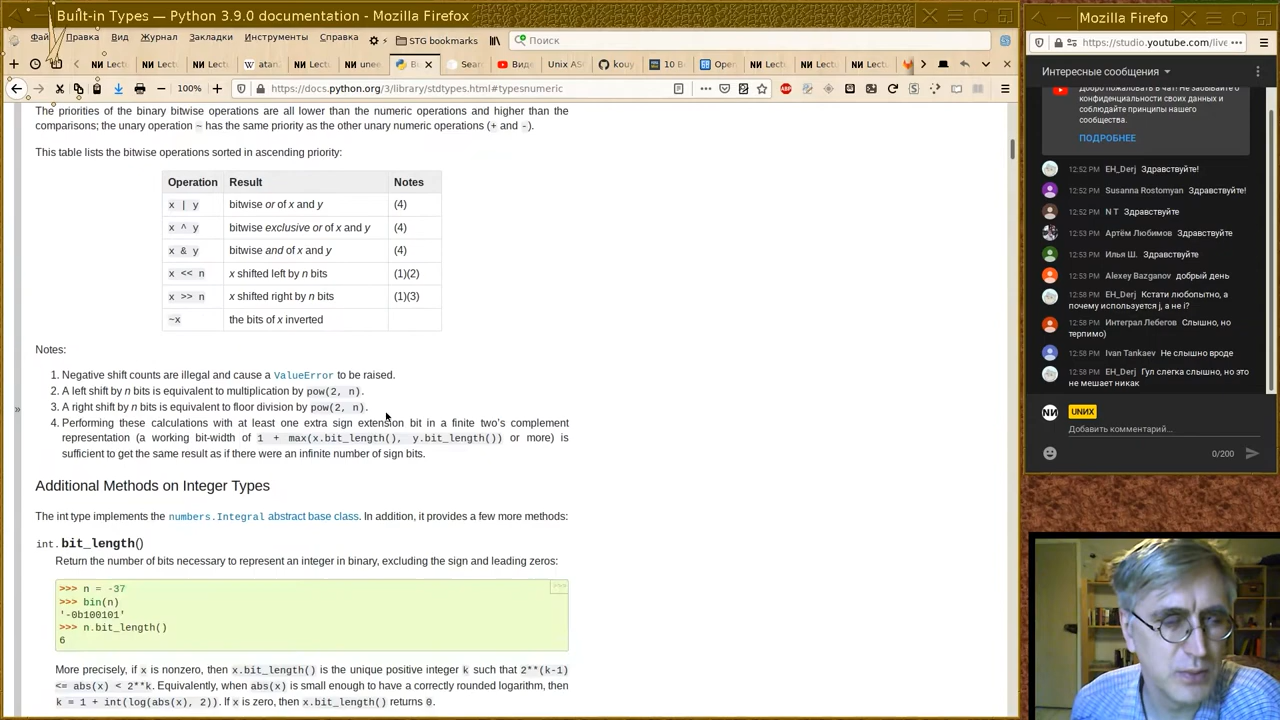 Built-in Types — Python 3.9.0 documentation - Mozilla Firefox
Правка Вид Журнал Закладки Инструменты Справка STG bookmarks Поиск
100% https://docs.python.org/3/library/stdtypes.html#typesnumeric
The priorities of the binary bitwise operations are all lower than the numeric operations and higher than the
comparisons; the unary operation ~ has the same priority as the other unary numeric operations (+ and -).
This table lists the bitwise operations sorted in ascending priority:
Operation Result Notes
x | y bitwise or of x and y (4)
x ^ y bitwise exclusive or of x and y (4)
x & y bitwise and of x and y (4)
x << n x shifted left by n bits (1)(2)
x >> n x shifted right by n bits (1)(3)
~x the bits of x inverted
Notes:
1. Negative shift counts are illegal and cause a ValueError to be raised.
2. A left shift by n bits is equivalent to multiplication by pow(2, n).
3. A right shift by n bits is equivalent to floor division by pow(2, n).
4. Performing these calculations with at least one extra sign extension bit in a finite two's complement
representation (a working bit-width of 1 + max(x.bit_length(), y.bit_length()) or more) is
sufficient to get the same result as if there were an infinite number of sign bits.
Additional Methods on Integer Types
The int type implements the numbers.Integral abstract base class. In addition, it provides a few more methods:
int.bit_length()
Return the number of bits necessary to represent an integer in binary, excluding the sign and leading zeros:
>>> n = -37
>>> bin(n)
'-0b100101'
>>> n.bit_length()
6
More precisely, if x is nonzero, then x.bit_length() is the unique positive integer k such that 2**(k-1)
<= abs(x) < 2**k. Equivalently, when abs(x) is small enough to have a correctly rounded logarithm, then
k = 1 + int(log(abs(x), 2)). If x is zero, then x.bit_length() returns 0.
Mozilla Firefo
https://studio.youtube.com/live
Интересные сообщения
Добро пожаловать в чат! Не забывайте о
конфиденциальности своих данных и
соблюдайте принципы нашего
сообщества.
ПОДРОБНЕЕ
12:52 PM EH_Derj Здравствуйте!
12:52 PM Susanna Rostomyan Здравствуйте!
12:52 PM N T Здравствуйте
12:53 PM Артём Любимов Здравствуйте
12:53 PM Илья Ш. Здравствуйте
12:53 PM Alexey Bazganov добрый день
12:58 PM EH_Derj Кстати любопытно, а
почему используется j, а не i?
12:58 PM Интеграл Лебегов Слышно, но
терпимо)
12:58 PM Ivan Tankaev Не слышно вроде
12:58 PM EH_Derj Гул слегка слышно, но это
не мешает никак
UNИX
Добавить комментарий...
0/200